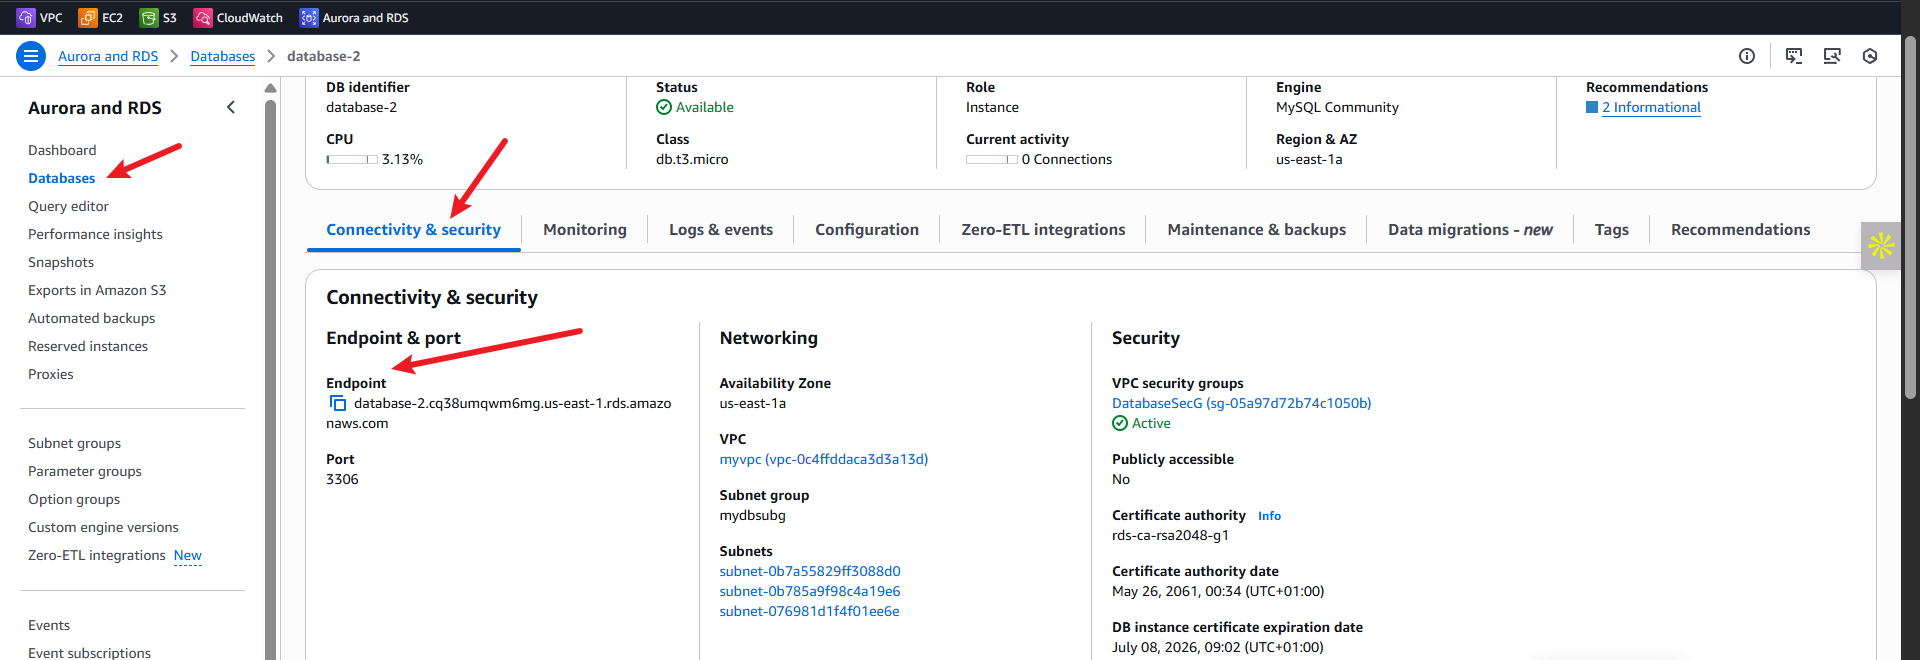 VPC EC2 S3 CloudWatch Aurora and RDS
Aurora and RDS > Databases > database-2
Aurora and RDS
Dashboard
Databases
Query editor
Performance insights
Snapshots
Exports in Amazon S3
Automated backups
Reserved instances
Proxies
Subnet groups
Parameter groups
Option groups
Custom engine versions
Zero-ETL integrations New
Events
Event subscriptions
DB identifier
database-2
CPU
3.13%
Status
Available
Class
db.t3.micro
Role
Instance
Current activity
0 Connections
Engine
MySQL Community
Region & AZ
us-east-1a
Recommendations
2 Informational
Connectivity & security Monitoring Logs & events Configuration Zero-ETL integrations Maintenance & backups Data migrations - new Tags Recommendations
Connectivity & security
Endpoint & port
Endpoint
database-2.cq38umqwm6mg.us-east-1.rds.amazo
naws.com
Port
3306
Networking
Availability Zone
us-east-1a
VPC
myvpc (vpc-0c4ffddaca3d3a13d)
Subnet group
mydbsubg
Subnets
subnet-0b7a55829ff3088d0
subnet-0b785a9f98c4a19e6
subnet-076981d1f4f01ee6e
Security
VPC security groups
DatabaseSecG (sg-05a97d72b74c1050b)
Active
Publicly accessible
No
Certificate authority Info
rds-ca-rsa2048-g1
Certificate authority date
May 26, 2061, 00:34 (UTC+01:00)
DB instance certificate expiration date
July 08, 2026, 09:02 (UTC+01:00)